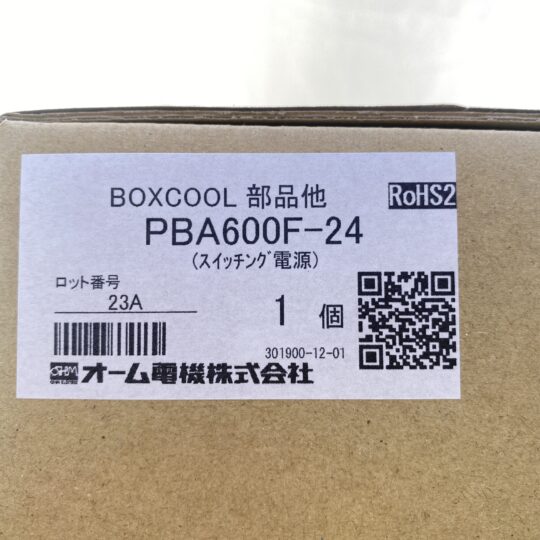 BOXCOOL 部品他
RoHS2
PBA600F-24
(スイッチング電源)
ロット番号
23A
1 個
301900-12-01
OHM オーム電機株式会社